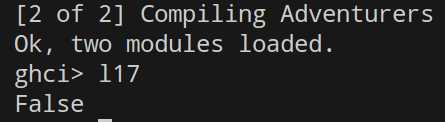 [2 of 2] Compiling Adventurers
Ok, two modules loaded.
ghci> l17
False